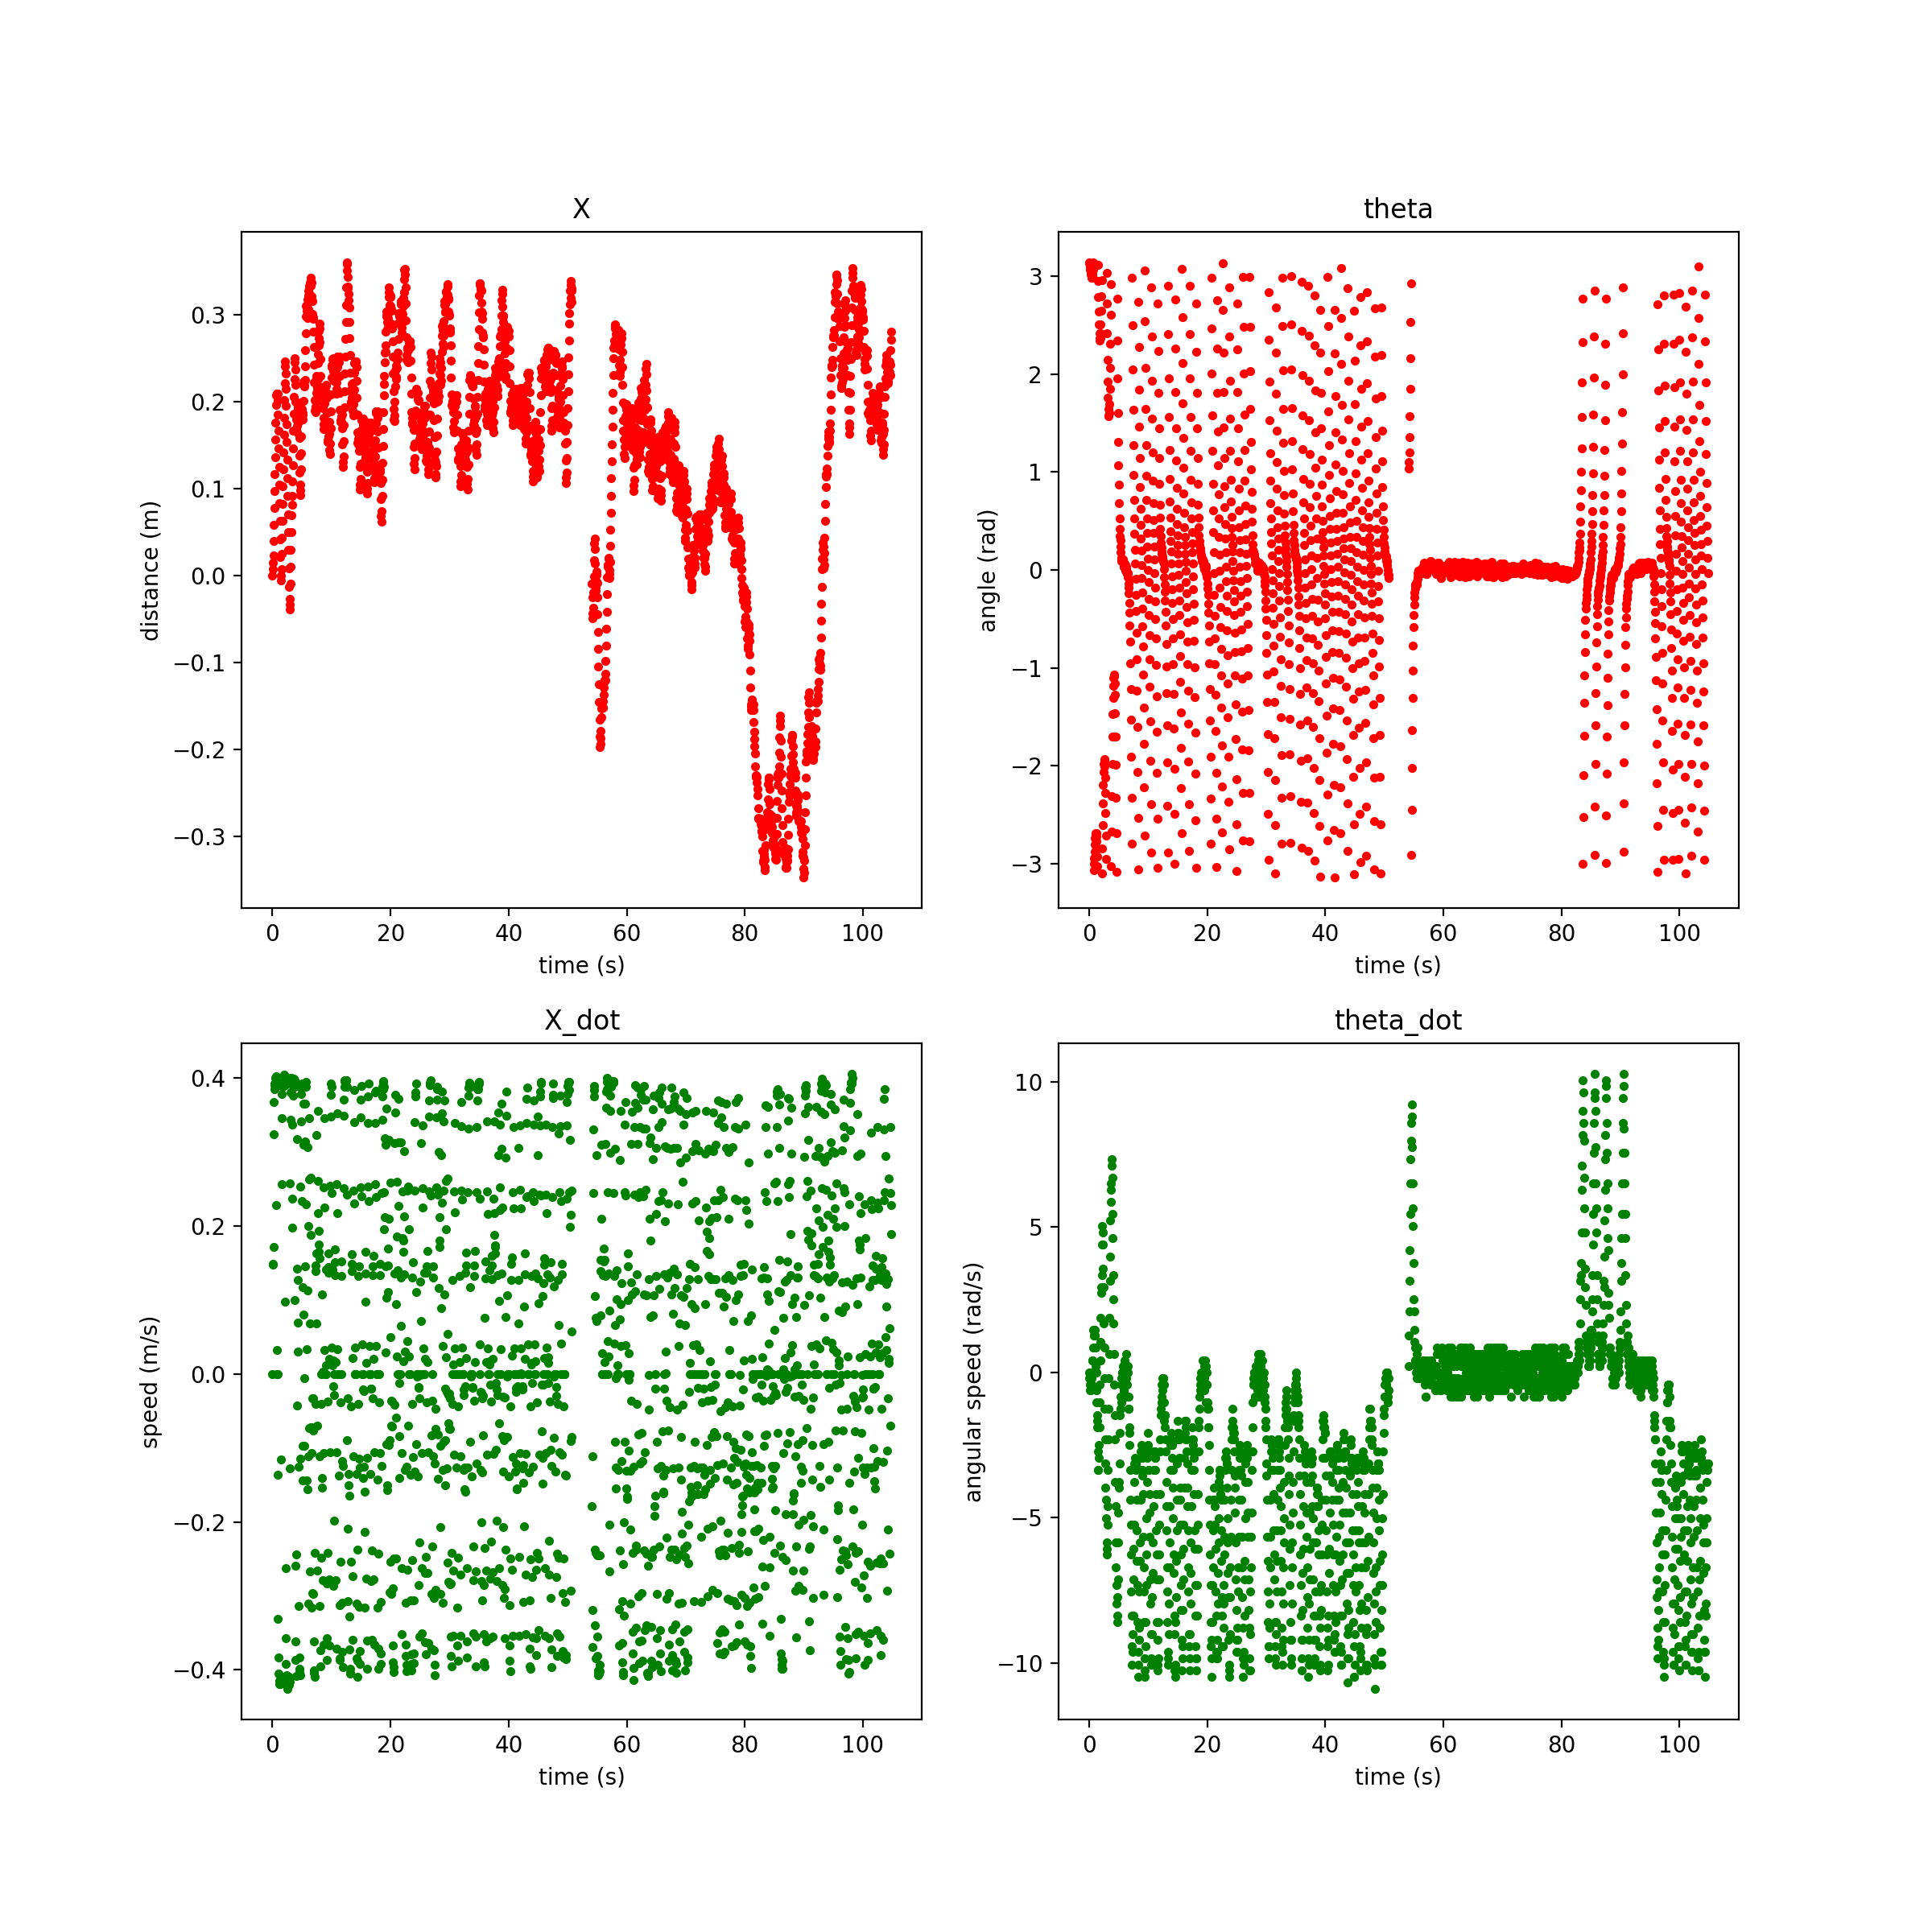 X
distance (m)
0.3
0.2
0.1
0.0
−0.1
−0.2
−0.3
0 20 40 60 80 100
time (s)
theta
angle (rad)
3
2
1
0
−1
−2
−3
0 20 40 60 80 100
time (s)
X_dot
speed (m/s)
0.4
0.2
0.0
−0.2
−0.4
0 20 40 60 80 100
time (s)
theta_dot
angular speed (rad/s)
10
5
0
−5
−10
0 20 40 60 80 100
time (s)